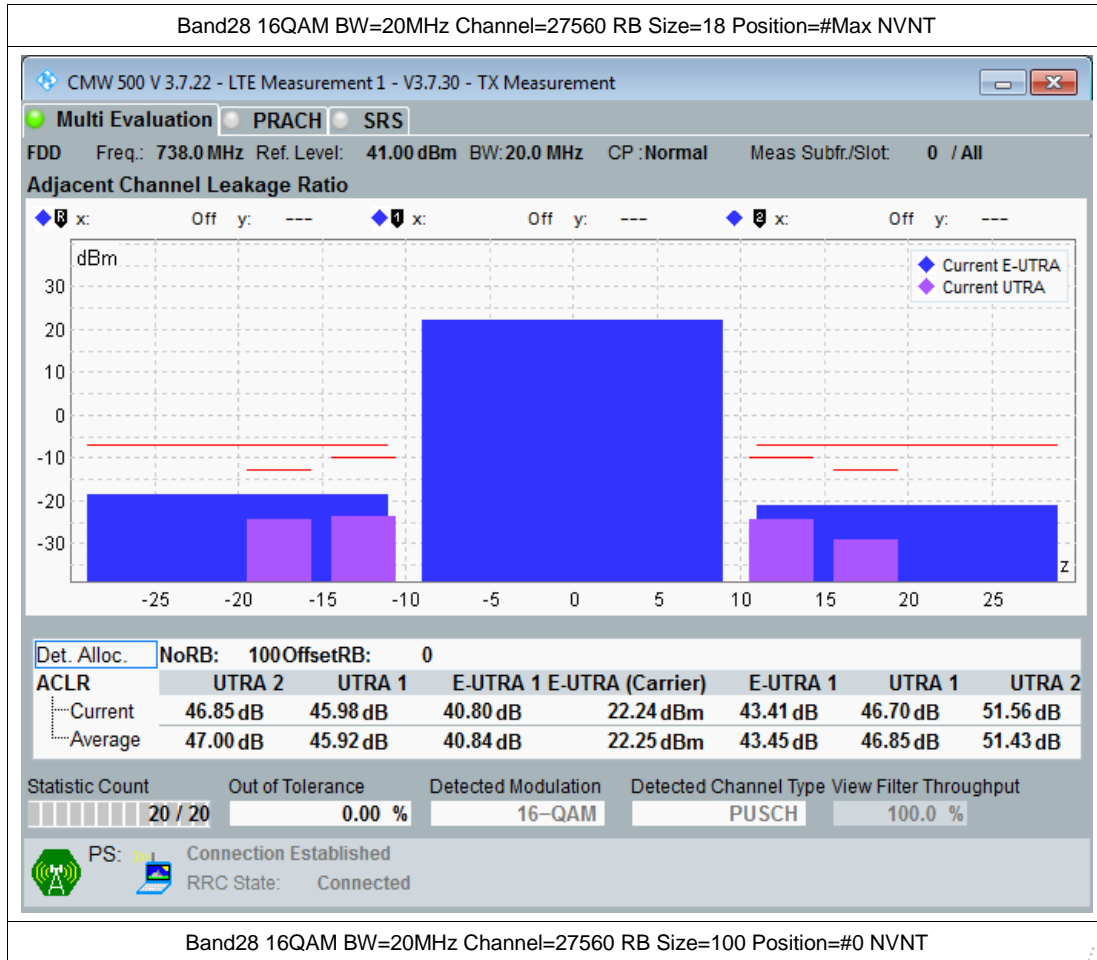 Band28 16QAM BW=20MHz Channel=27560 RB Size=18 Position=#Max NVNT
CMW 500 V 3.7.22 - LTE Measurement 1 - V3.7.30 - TX Measurement
Multi Evaluation PRACH SRS
FDD Freq.: 738.0 MHz Ref. Level: 41.00 dBm BW: 20.0 MHz CP : Normal Meas Subfr./Slot: 0 / All
Adjacent Channel Leakage Ratio
R x: Off y: --- 1 x: Off y: --- 2 x: Off y: ---
dBm
Current E-UTRA
Current UTRA
30
20
10
0
-10
-20
-30
z
-25 -20 -15 -10 -5 0 5 10 15 20 25
Det. Alloc. NoRB: 100 OffsetRB: 0
ACLR UTRA 2 UTRA 1 E-UTRA 1 E-UTRA (Carrier) E-UTRA 1 UTRA 1 UTRA 2
Current 46.85 dB 45.98 dB 40.80 dB 22.24 dBm 43.41 dB 46.70 dB 51.56 dB
Average 47.00 dB 45.92 dB 40.84 dB 22.25 dBm 43.45 dB 46.85 dB 51.43 dB
Statistic Count Out of Tolerance Detected Modulation Detected Channel Type View Filter Throughput
20 / 20 0.00 % 16-QAM PUSCH 100.0 %
PS: Connection Established
RRC State: Connected
Band28 16QAM BW=20MHz Channel=27560 RB Size=100 Position=#0 NVNT